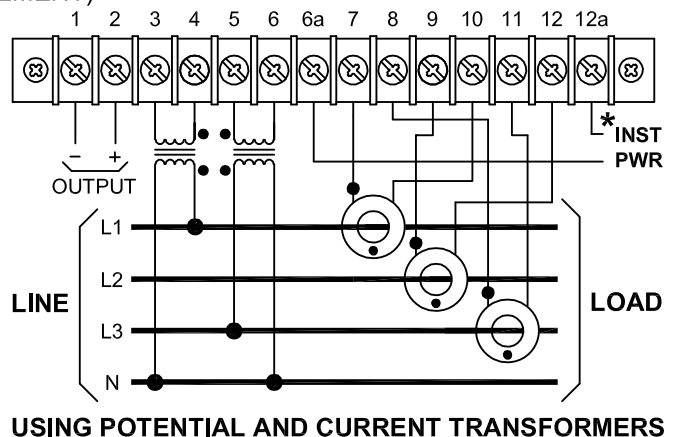 1 2 3 4 5 6 6a 7 8 9 10 11 12 12a
* INST
PWR
− +
OUTPUT
L1
L2
LINE LOAD
L3
N
USING POTENTIAL AND CURRENT TRANSFORMERS